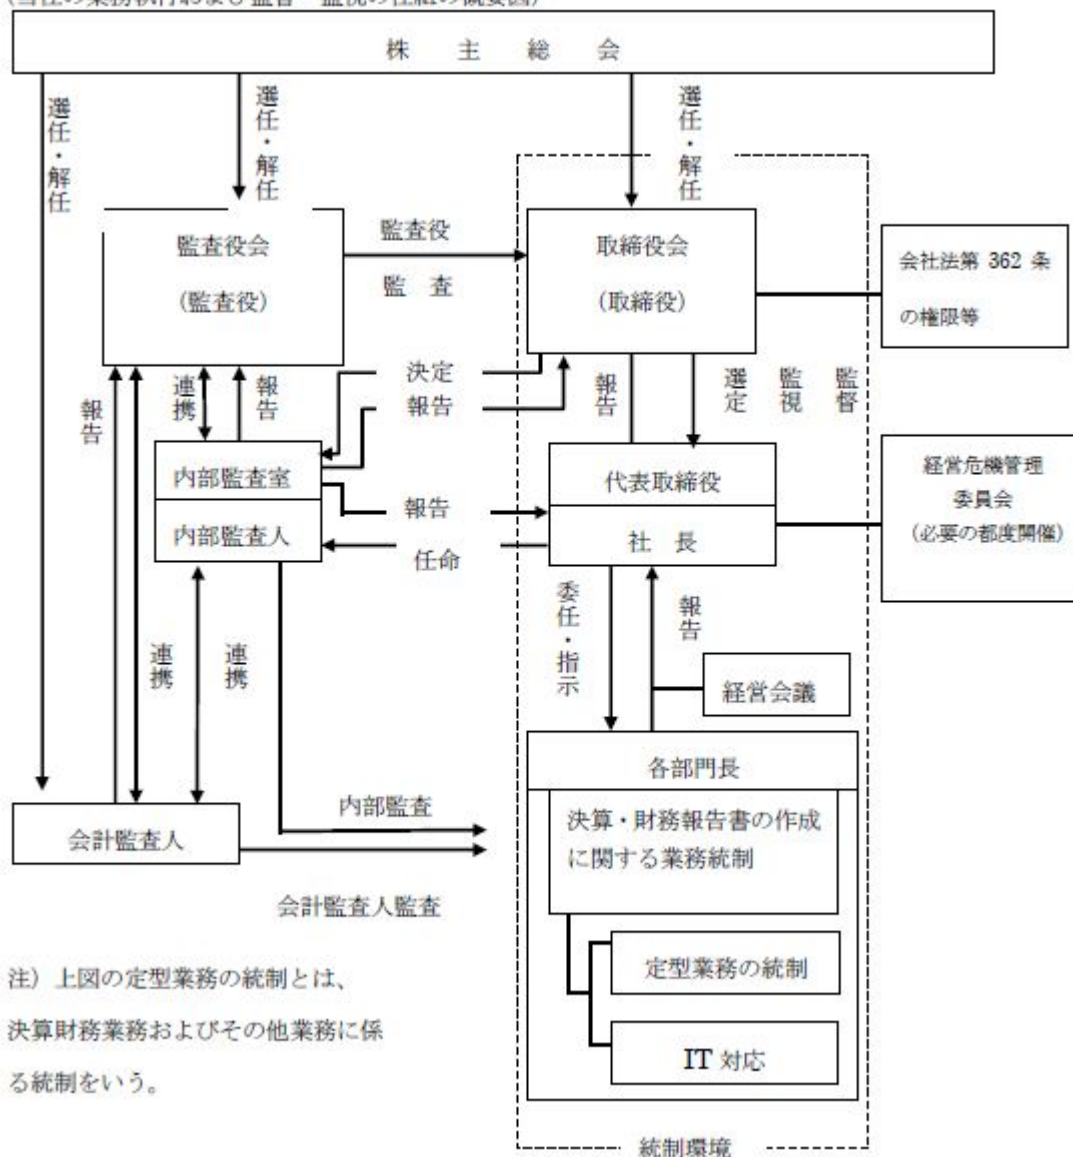 株主総会
選任・解任
選任・解任
選任・解任
監査役会
(監査役)
監査役
監 査
取締役会
(取締役)
会社法第 362 条
の権限等
決定
報告
報告
連携
報告
報告
選定
監視
監督
内部監査室
内部監査人
報告
任命
代表取締役
社 長
経営危機管理
委員会
(必要の都度開催)
連携
連携
委任・指示
報告
経営会議
各部門長
決算・財務報告書の作成
に関する業務統制
定型業務の統制
IT 対応
会計監査人
内部監査
会計監査人監査
注) 上図の定型業務の統制とは、
決算財務業務およびその他業務に係
る統制をいう。
統制環境